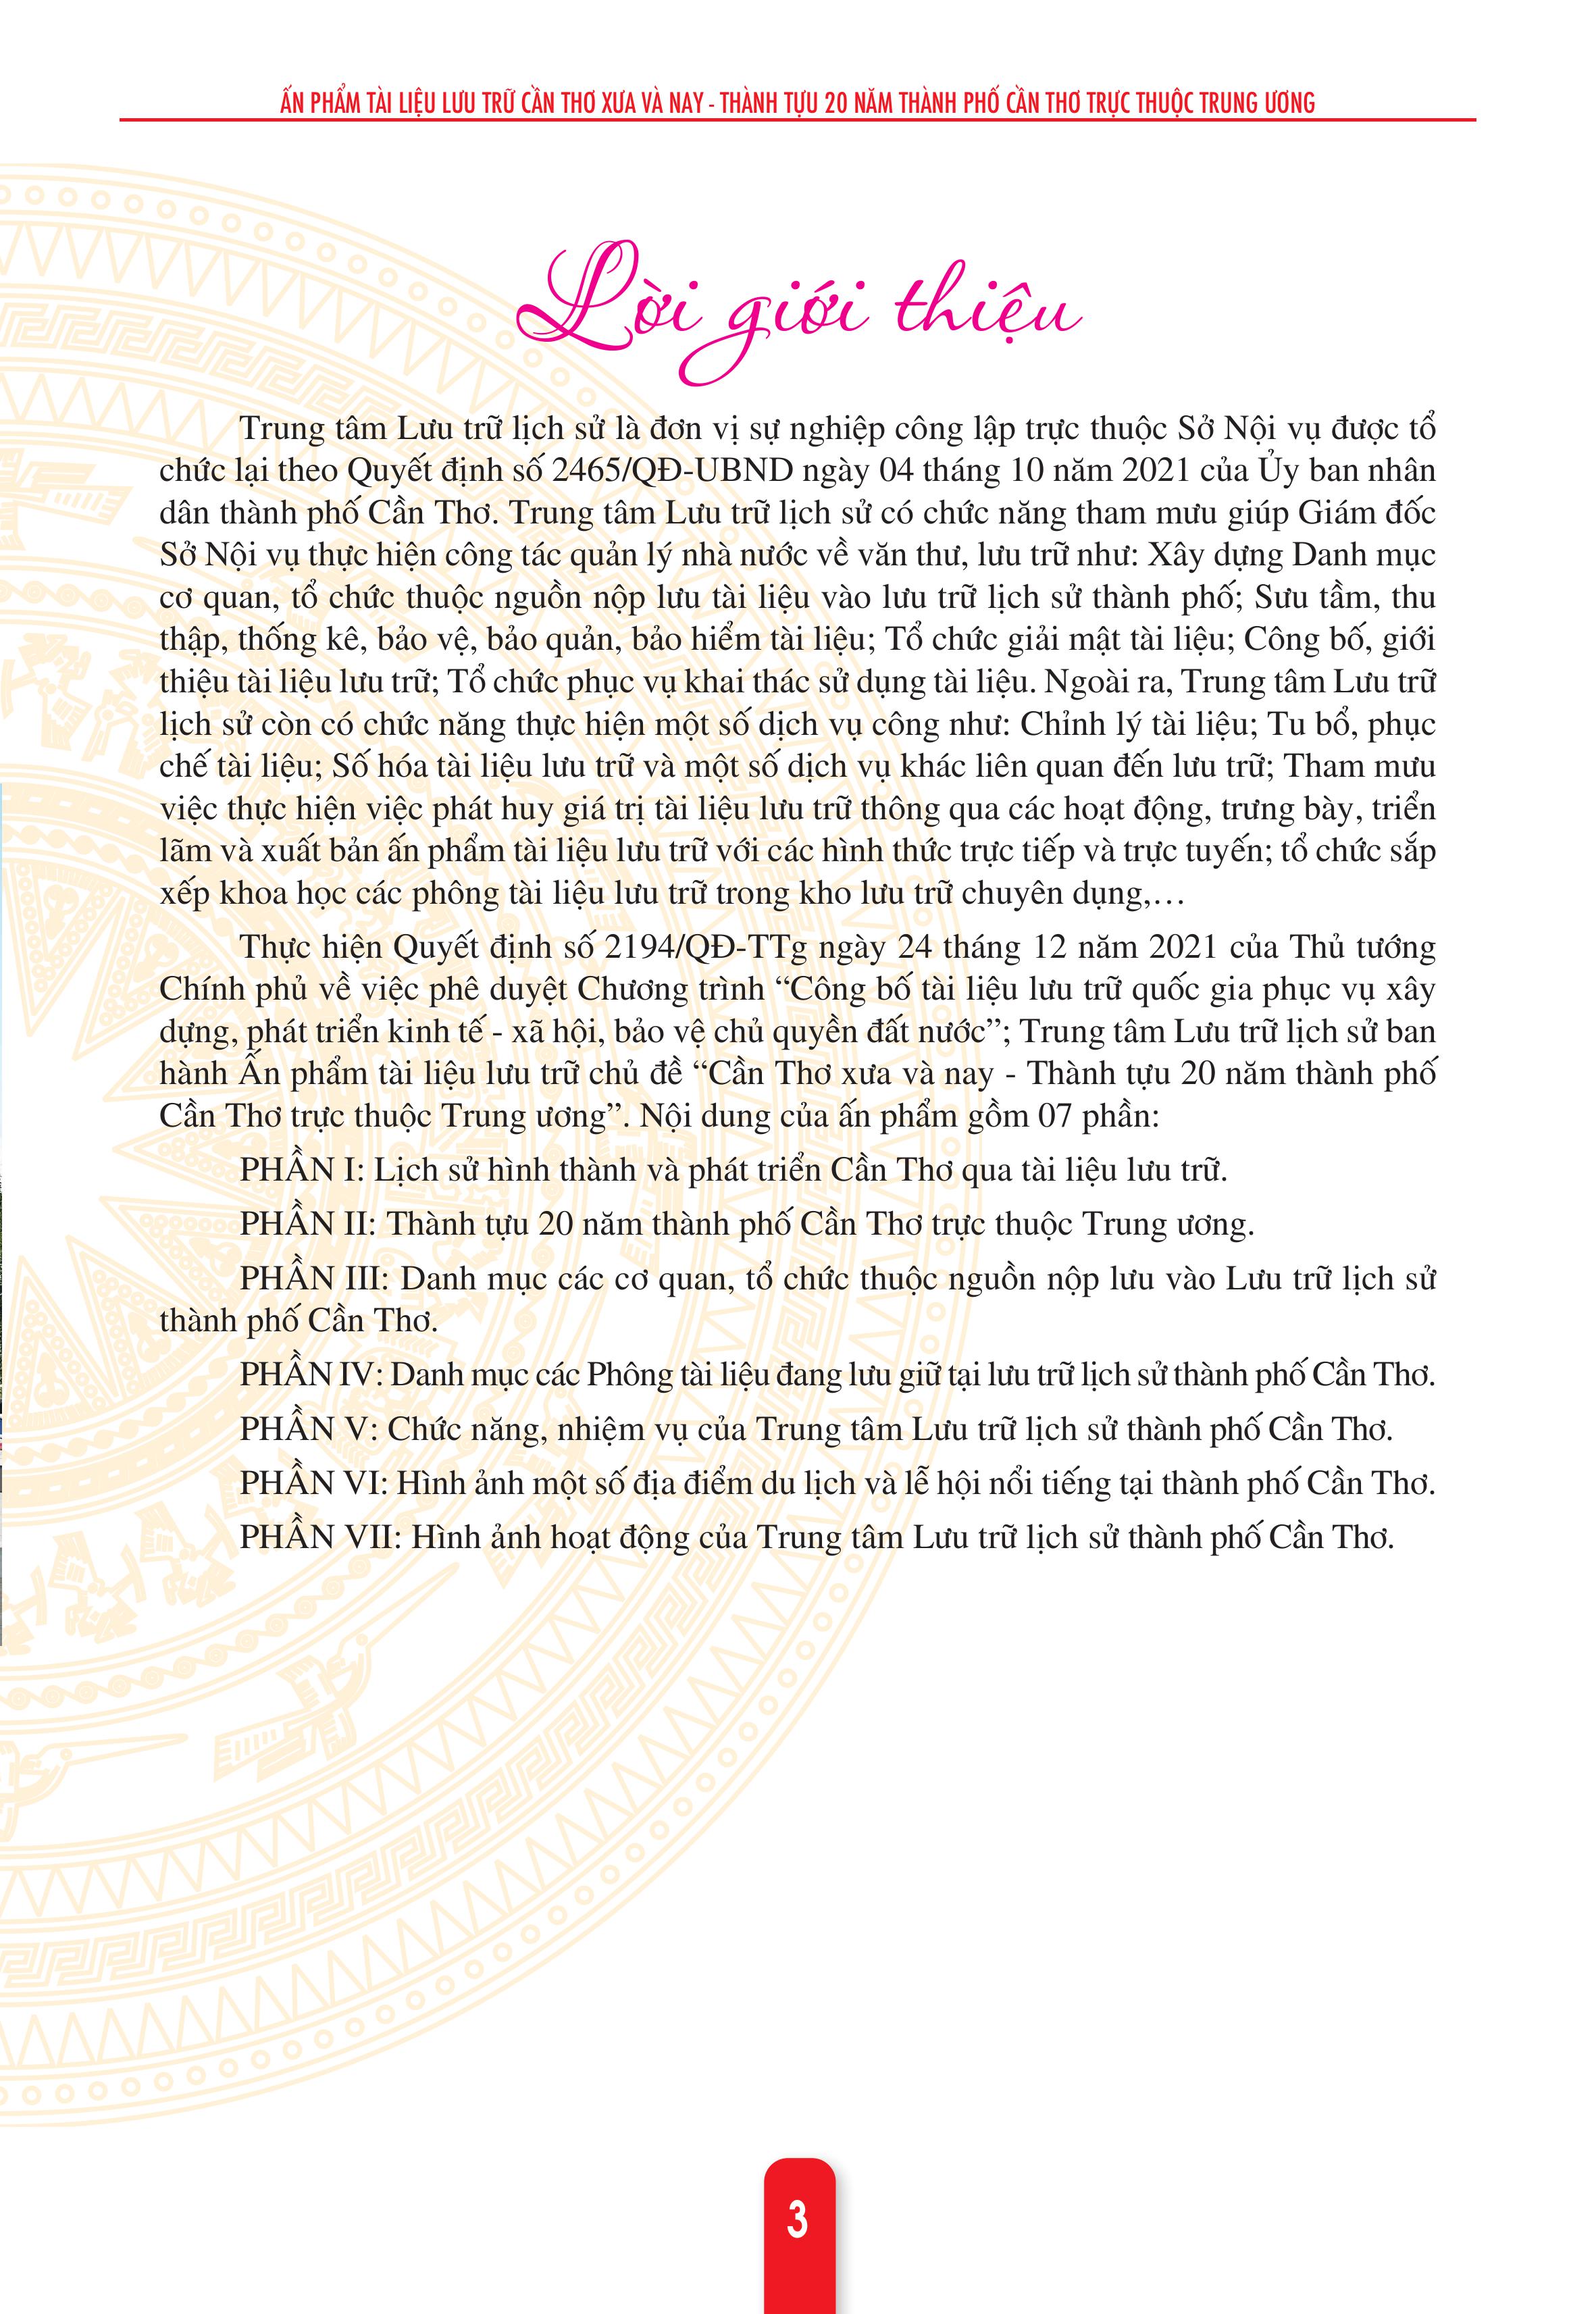 ẤN PHẨM TÀI LIỆU LƯU TRỮ CẦN THƠ XƯA VÀ NAY - THÀNH TỰU 20 NĂM THÀNH PHỐ CẦN THƠ TRỰC THUỘC TRUNG ƯƠNG
Lời giới thiệu
Trung tâm Lưu trữ lịch sử là đơn vị sự nghiệp công lập trực thuộc Sở Nội vụ được tổ
chức lại theo Quyết định số 2465/QĐ-UBND ngày 04 tháng 10 năm 2021 của Ủy ban nhân
dân thành phố Cần Thơ. Trung tâm Lưu trữ lịch sử có chức năng tham mưu giúp Giám đốc
Sở Nội vụ thực hiện công tác quản lý nhà nước về văn thư, lưu trữ như: Xây dựng Danh mục
cơ quan, tổ chức thuộc nguồn nộp lưu tài liệu vào lưu trữ lịch sử thành phố; Sưu tầm, thu
thập, thống kê, bảo vệ, bảo quản, bảo hiểm tài liệu; Tổ chức giải mật tài liệu; Công bố, giới
thiệu tài liệu lưu trữ; Tổ chức phục vụ khai thác sử dụng tài liệu. Ngoài ra, Trung tâm Lưu trữ
lịch sử còn có chức năng thực hiện một số dịch vụ công như: Chỉnh lý tài liệu; Tu bổ, phục
chế tài liệu; Số hóa tài liệu lưu trữ và một số dịch vụ khác liên quan đến lưu trữ; Tham mưu
việc thực hiện việc phát huy giá trị tài liệu lưu trữ thông qua các hoạt động, trưng bày, triển
lãm và xuất bản ấn phẩm tài liệu lưu trữ với các hình thức trực tiếp và trực tuyến; tổ chức sắp
xếp khoa học các phông tài liệu lưu trữ trong kho lưu trữ chuyên dụng,…
Thực hiện Quyết định số 2194/QĐ-TTg ngày 24 tháng 12 năm 2021 của Thủ tướng
Chính phủ về việc phê duyệt Chương trình “Công bố tài liệu lưu trữ quốc gia phục vụ xây
dựng, phát triển kinh tế - xã hội, bảo vệ chủ quyền đất nước”; Trung tâm Lưu trữ lịch sử ban
hành Ấn phẩm tài liệu lưu trữ chủ đề “Cần Thơ xưa và nay - Thành tựu 20 năm thành phố
Cần Thơ trực thuộc Trung ương”. Nội dung của ấn phẩm gồm 07 phần:
PHẦN I: Lịch sử hình thành và phát triển Cần Thơ qua tài liệu lưu trữ.
PHẦN II: Thành tựu 20 năm thành phố Cần Thơ trực thuộc Trung ương.
PHẦN III: Danh mục các cơ quan, tổ chức thuộc nguồn nộp lưu vào Lưu trữ lịch sử
thành phố Cần Thơ.
PHẦN IV: Danh mục các Phông tài liệu đang lưu giữ tại lưu trữ lịch sử thành phố Cần Thơ.
PHẦN V: Chức năng, nhiệm vụ của Trung tâm Lưu trữ lịch sử thành phố Cần Thơ.
PHẦN VI: Hình ảnh một số địa điểm du lịch và lễ hội nổi tiếng tại thành phố Cần Thơ.
PHẦN VII: Hình ảnh hoạt động của Trung tâm Lưu trữ lịch sử thành phố Cần Thơ.
3